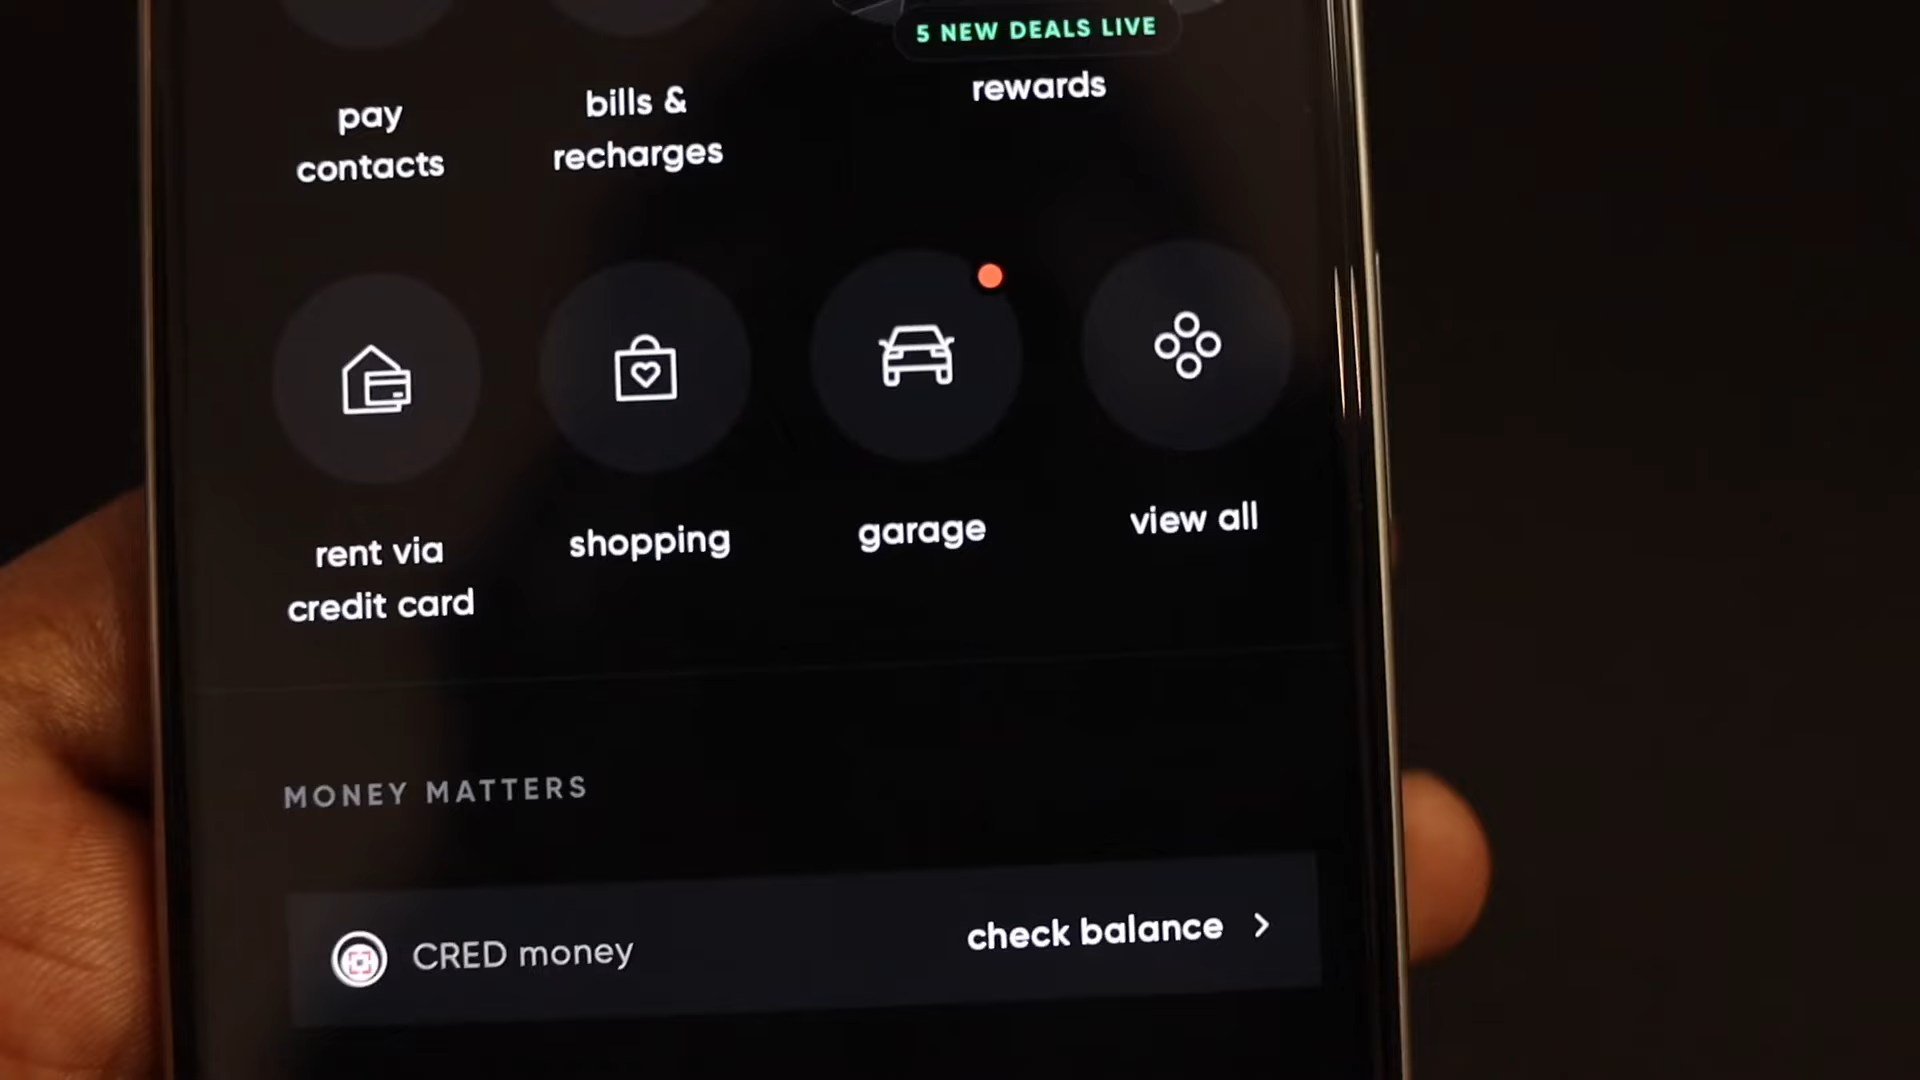 5 NEW DEALS LIVE
pay
contacts
bills &
recharges
rewards
rent via
credit card
shopping
garage
view all
MONEY MATTERS
CRED money
check balance